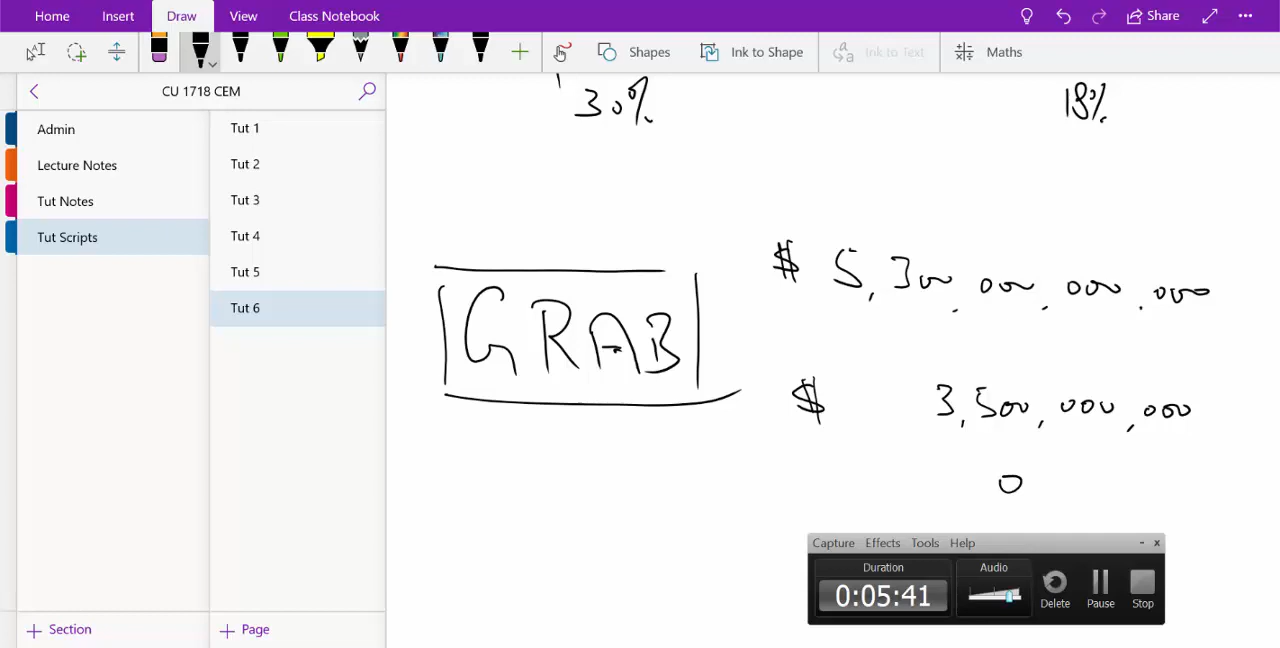 Home Insert Draw View Class Notebook Share
Shapes Ink to Shape Ink to Text Maths
CU 1718 CEM
Admin
Lecture Notes
Tut Notes
Tut Scripts
Tut 1
Tut 2
Tut 3
Tut 4
Tut 5
Tut 6
Section
Page
30% 18%
GRAB
$ 5,300,000,000,000
$ 3,500,000,000
0
Capture Effects Tools Help
Duration Audio
0:05:41
Delete Pause Stop